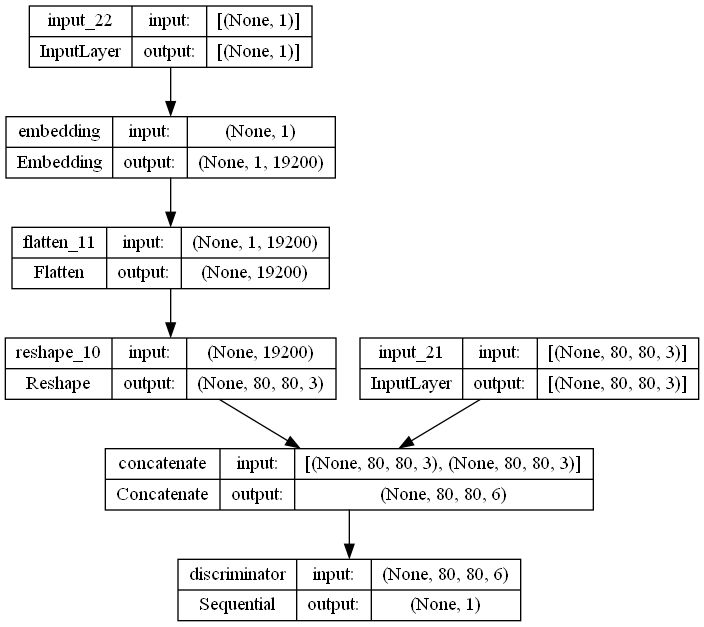 input_22 input: [(None, 1)]
InputLayer output: [(None, 1)]
embedding input: (None, 1)
Embedding output: (None, 1, 19200)
flatten_11 input: (None, 1, 19200)
Flatten output: (None, 19200)
reshape_10 input: (None, 19200)
Reshape output: (None, 80, 80, 3)
input_21 input: [(None, 80, 80, 3)]
InputLayer output: [(None, 80, 80, 3)]
concatenate input: [(None, 80, 80, 3), (None, 80, 80, 3)]
Concatenate output: (None, 80, 80, 6)
discriminator input: (None, 80, 80, 6)
Sequential output: (None, 1)